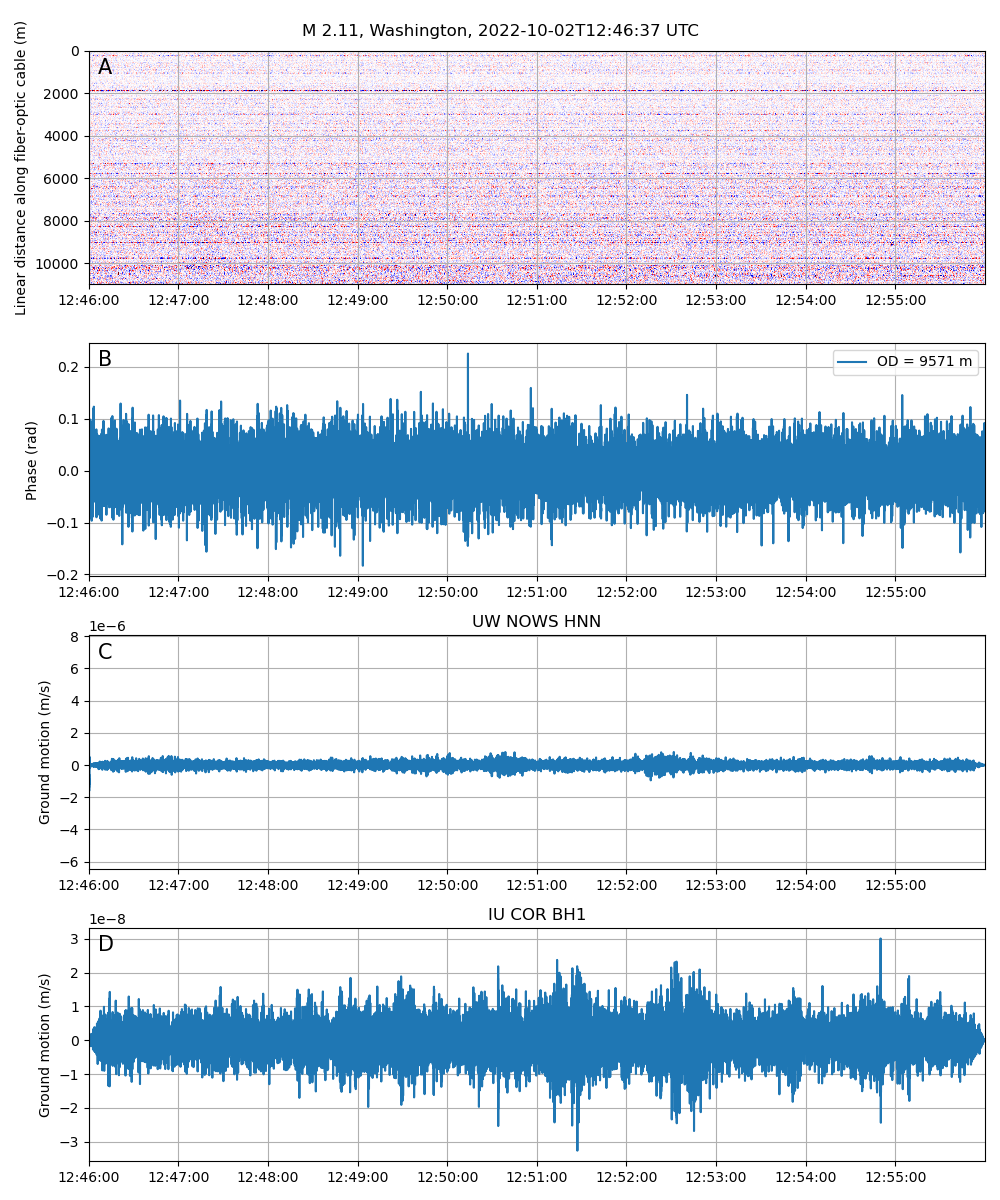 M 2.11, Washington, 2022-10-02T12:46:37 UTC
Linear distance along fiber-optic cable (m)
A
0
2000
4000
6000
8000
10000
12:46:00 12:47:00 12:48:00 12:49:00 12:50:00 12:51:00 12:52:00 12:53:00 12:54:00 12:55:00
Phase (rad)
B
OD = 9571 m
0.2
0.1
0.0
−0.1
−0.2
12:46:00 12:47:00 12:48:00 12:49:00 12:50:00 12:51:00 12:52:00 12:53:00 12:54:00 12:55:00
UW NOWS HNN
1e−6
Ground motion (m/s)
C
8
6
4
2
0
−2
−4
−6
12:46:00 12:47:00 12:48:00 12:49:00 12:50:00 12:51:00 12:52:00 12:53:00 12:54:00 12:55:00
IU COR BH1
1e−8
Ground motion (m/s)
D
3
2
1
0
−1
−2
−3
12:46:00 12:47:00 12:48:00 12:49:00 12:50:00 12:51:00 12:52:00 12:53:00 12:54:00 12:55:00